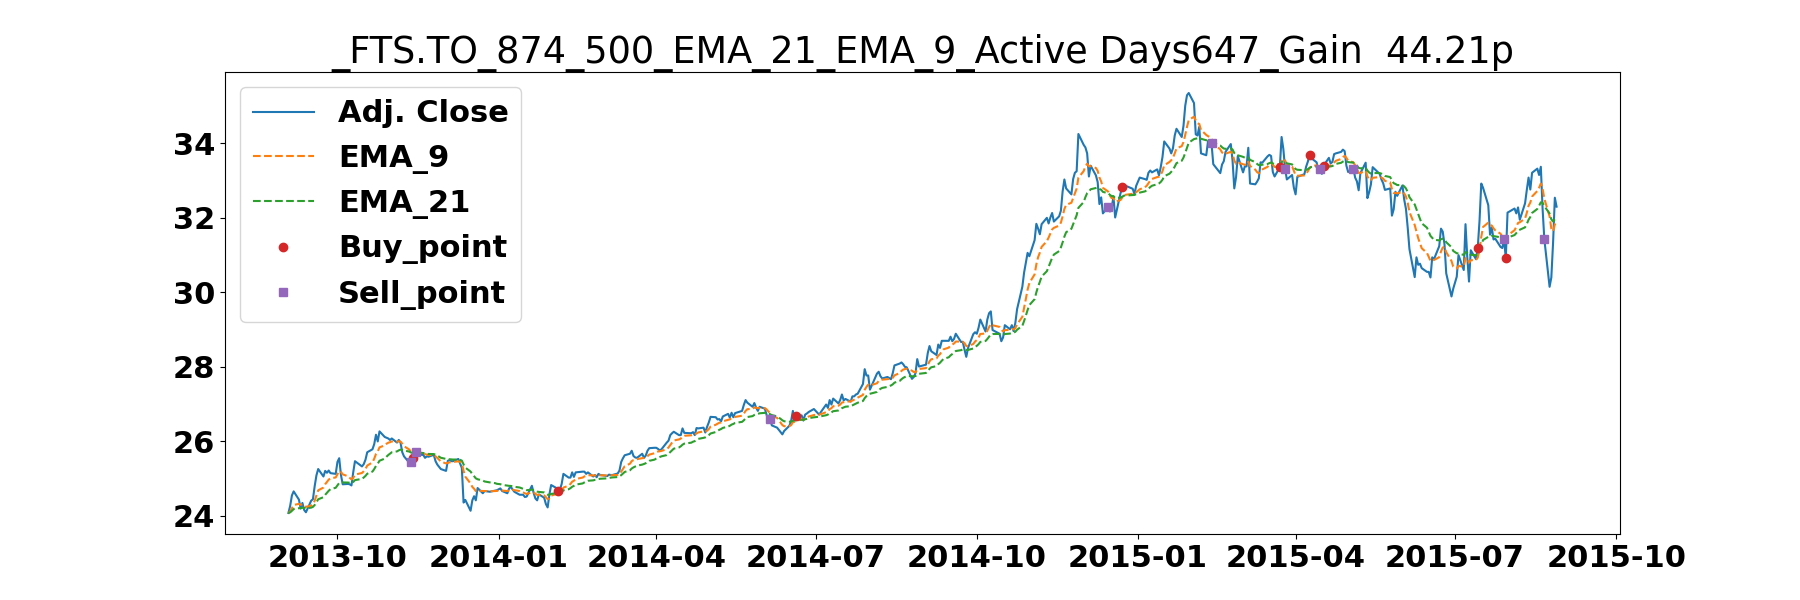 _FTS.TO_874_500_EMA_21_EMA_9_Active Days647_Gain  44.21p
Adj. Close
EMA_9
EMA_21
Buy_point
Sell_point
34
32
30
28
26
24
2013-10 2014-01 2014-04 2014-07 2014-10 2015-01 2015-04 2015-07 2015-10